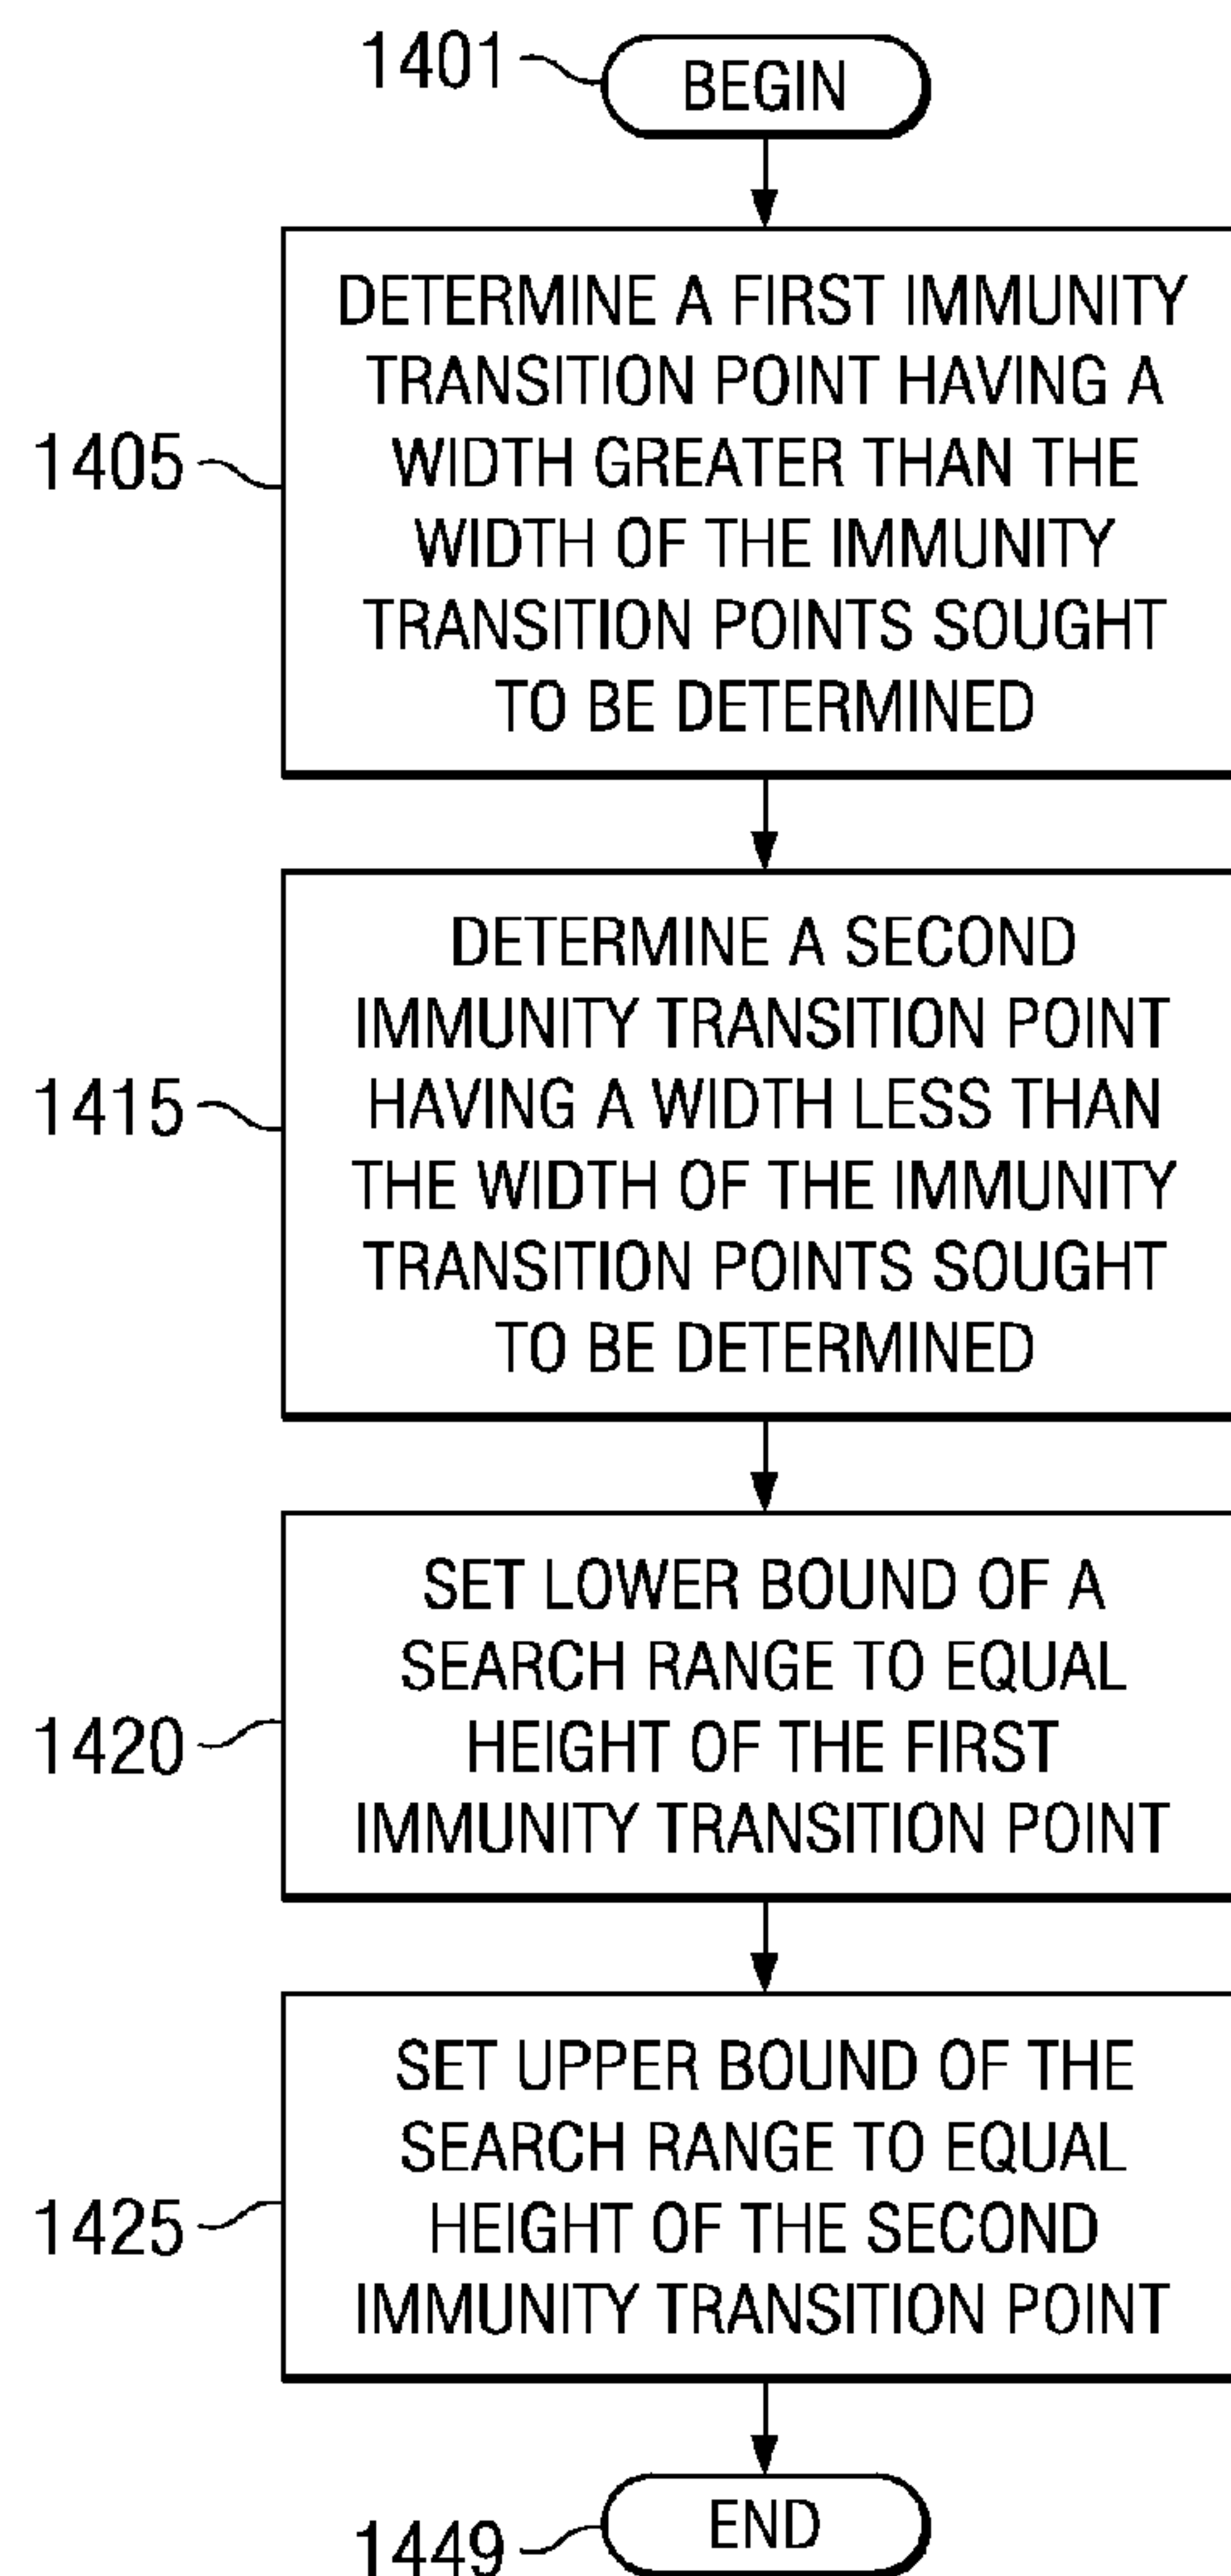 1401
BEGIN
DETERMINE A FIRST IMMUNITY
TRANSITION POINT HAVING A
WIDTH GREATER THAN THE
WIDTH OF THE IMMUNITY
TRANSITION POINTS SOUGHT
TO BE DETERMINED
1405
DETERMINE A SECOND
IMMUNITY TRANSITION POINT
HAVING A WIDTH LESS THAN
THE WIDTH OF THE IMMUNITY
TRANSITION POINTS SOUGHT
TO BE DETERMINED
1415
SET LOWER BOUND OF A
SEARCH RANGE TO EQUAL
HEIGHT OF THE FIRST
IMMUNITY TRANSITION POINT
1420
SET UPPER BOUND OF THE
SEARCH RANGE TO EQUAL
HEIGHT OF THE SECOND
IMMUNITY TRANSITION POINT
1425
END
1449